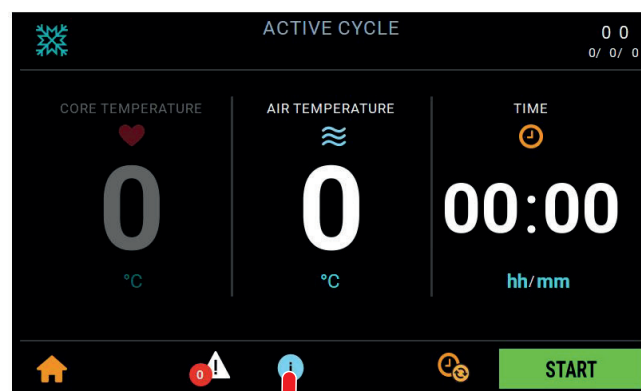 ACTIVE CYCLE
0 0
0/ 0/ 0
CORE TEMPERATURE
AIR TEMPERATURE
TIME
0
0
00:00
°C
°C
hh/mm
0
!
i
START